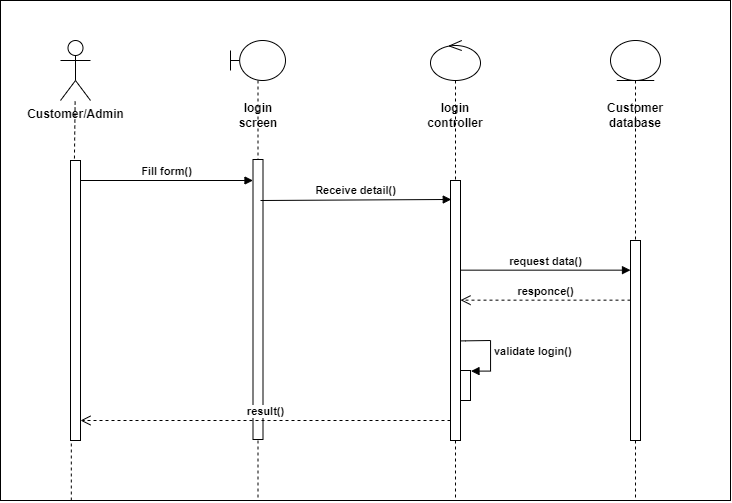 Customer/Admin
login
screen
login
controller
Customer
database
Fill form()
Receive detail()
request data()
responce()
validate login()
result()